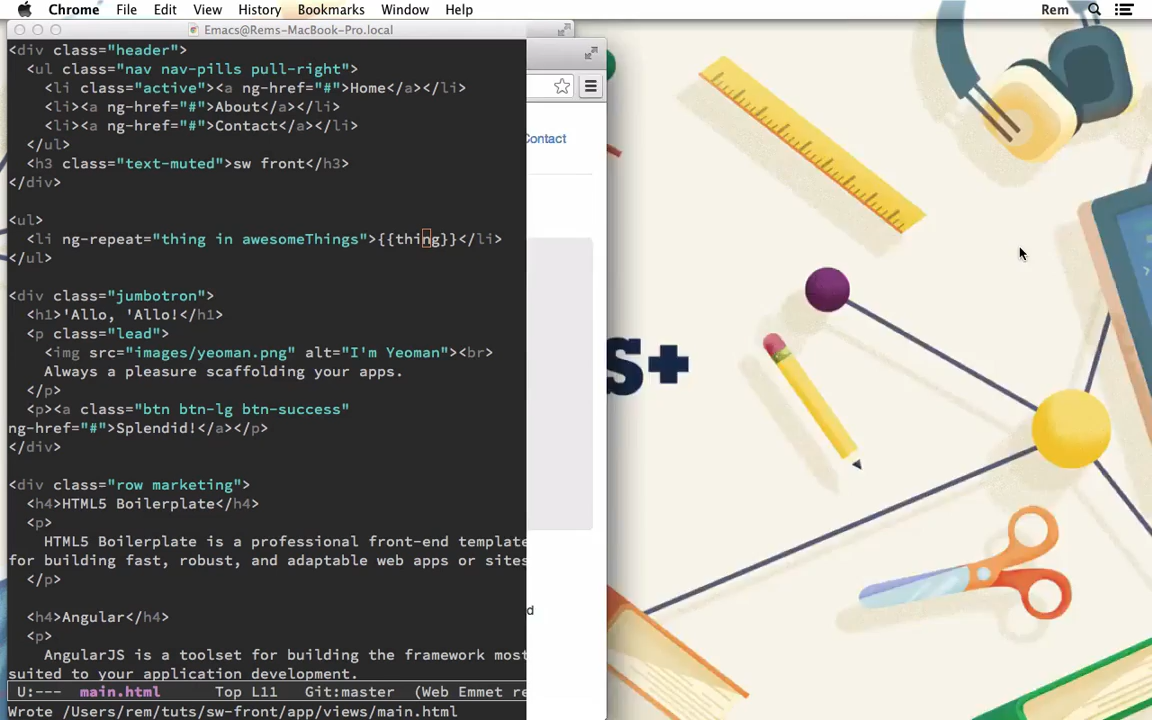 Chrome File Edit View History Bookmarks Window Help Rem
Emacs@Rems-MacBook-Pro.local
<div class="header">
<ul class="nav nav-pills pull-right">
<li class="active"><a ng-href="#">Home</a></li>
<li><a ng-href="#">About</a></li>
<li><a ng-href="#">Contact</a></li>
</ul>
<h3 class="text-muted">sw front</h3>
</div>
Contact
<ul>
<li ng-repeat="thing in awesomeThings">{{thing}}</li>
</ul>
<div class="jumbotron">
<h1>'Allo, 'Allo!</h1>
<p class="lead">
<img src="images/yeoman.png" alt="I'm Yeoman"><br>
Always a pleasure scaffolding your apps.
</p>
<p><a class="btn btn-lg btn-success"
ng-href="#">Splendid!</a></p>
</div>
s+
<div class="row marketing">
<h4>HTML5 Boilerplate</h4>
<p>
HTML5 Boilerplate is a professional front-end template
for building fast, robust, and adaptable web apps or sites
</p>
<h4>Angular</h4>
<p>
AngularJS is a toolset for building the framework most
suited to your application development.
d
U:--- main.html Top L11 Git:master (Web Emmet re
Wrote /Users/rem/tuts/sw-front/app/views/main.html